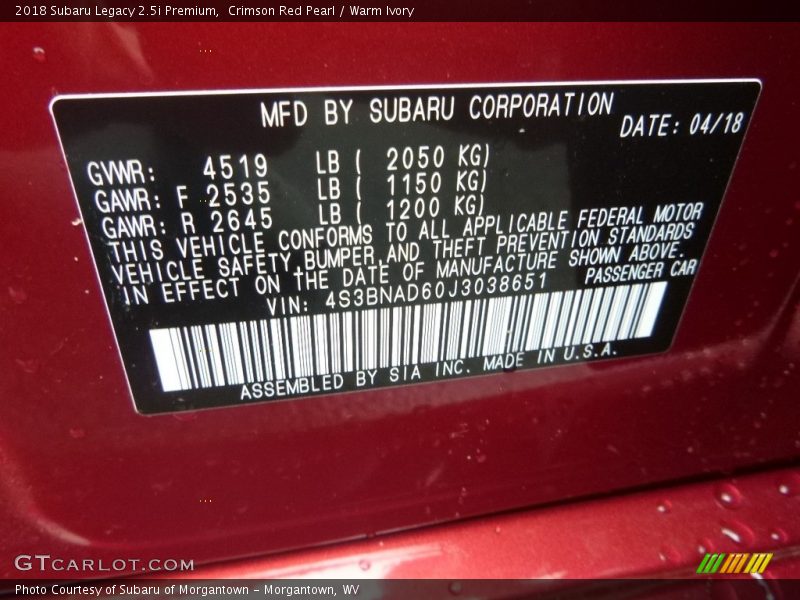 2018 Subaru Legacy 2.5i Premium,  Crimson Red Pearl / Warm Ivory
MFD BY SUBARU CORPORATION
DATE: 04/18
GVWR: 4519 LB ( 2050 KG)
GAWR: F 2535 LB ( 1150 KG)
GAWR: R 2645 LB ( 1200 KG)
THIS VEHICLE CONFORMS TO ALL APPLICABLE FEDERAL MOTOR
VEHICLE SAFETY,BUMPER,AND THEFT PREVENTION STANDARDS
IN EFFECT ON THE DATE OF MANUFACTURE SHOWN ABOVE.
VIN: 4S3BNAD60J3038651 PASSENGER CAR
ASSEMBLED BY SIA INC. MADE IN U.S.A.
GTCARLOT.COM
Photo Courtesy of Subaru of Morgantown - Morgantown, WV